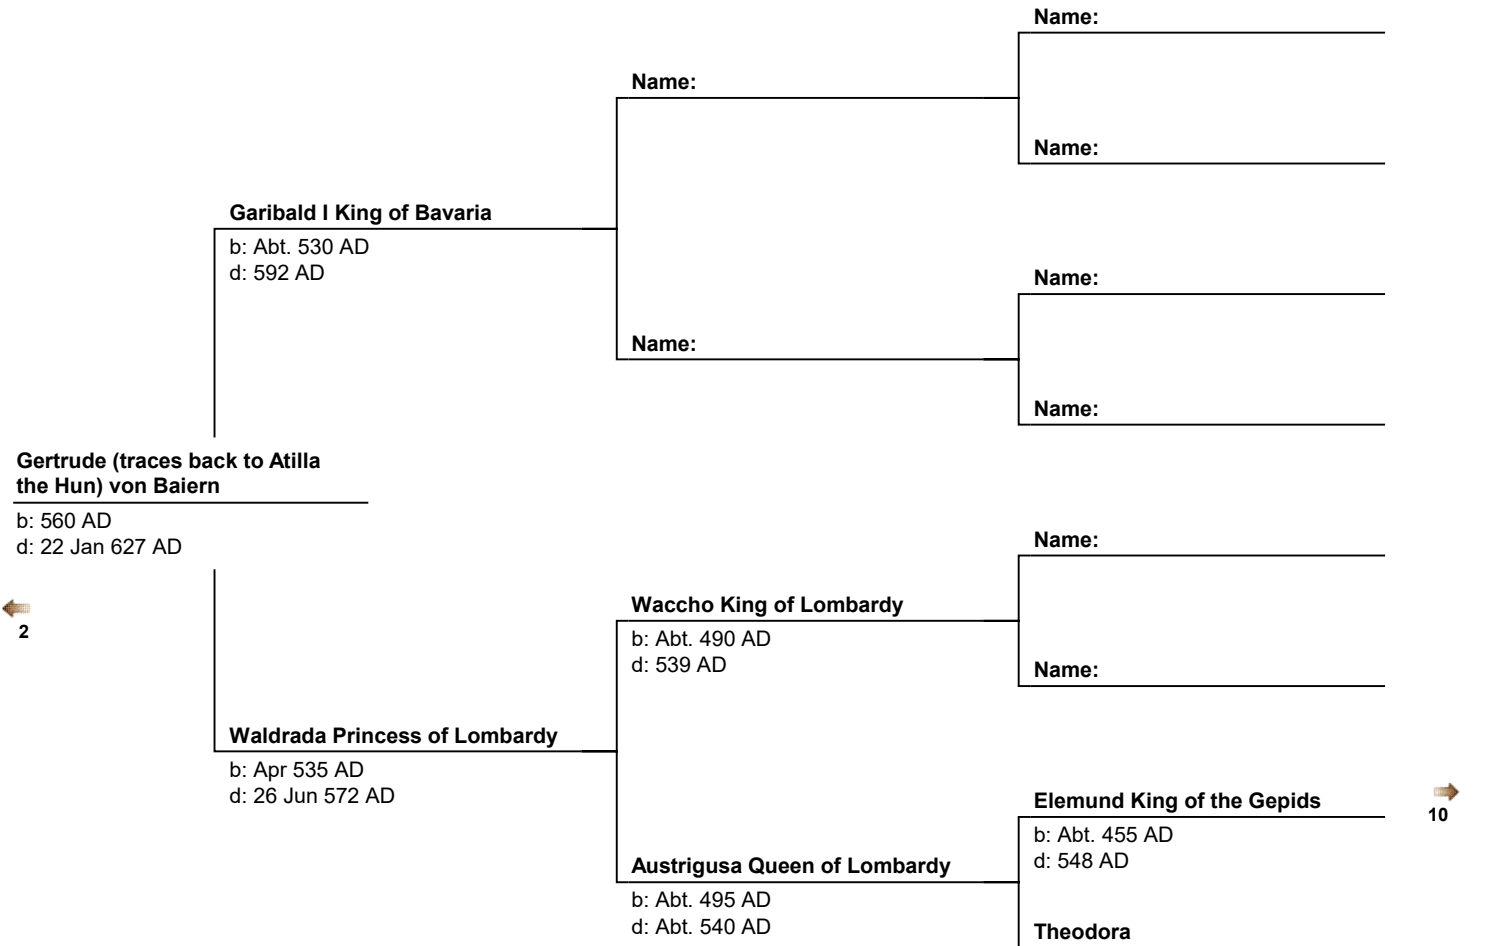 Name:
Name:
Name:
Garibald I King of Bavaria
b: Abt. 530 AD
d: 592 AD
Name:
Name:
Name:
Gertrude (traces back to Atilla
the Hun) von Baiern
b: 560 AD
d: 22 Jan 627 AD
Name:
2
Waccho King of Lombardy
b: Abt. 490 AD
d: 539 AD
Name:
Waldrada Princess of Lombardy
b: Apr 535 AD
d: 26 Jun 572 AD
Elemund King of the Gepids
10
b: Abt. 455 AD
d: 548 AD
Austrigusa Queen of Lombardy
b: Abt. 495 AD
d: Abt. 540 AD
Theodora